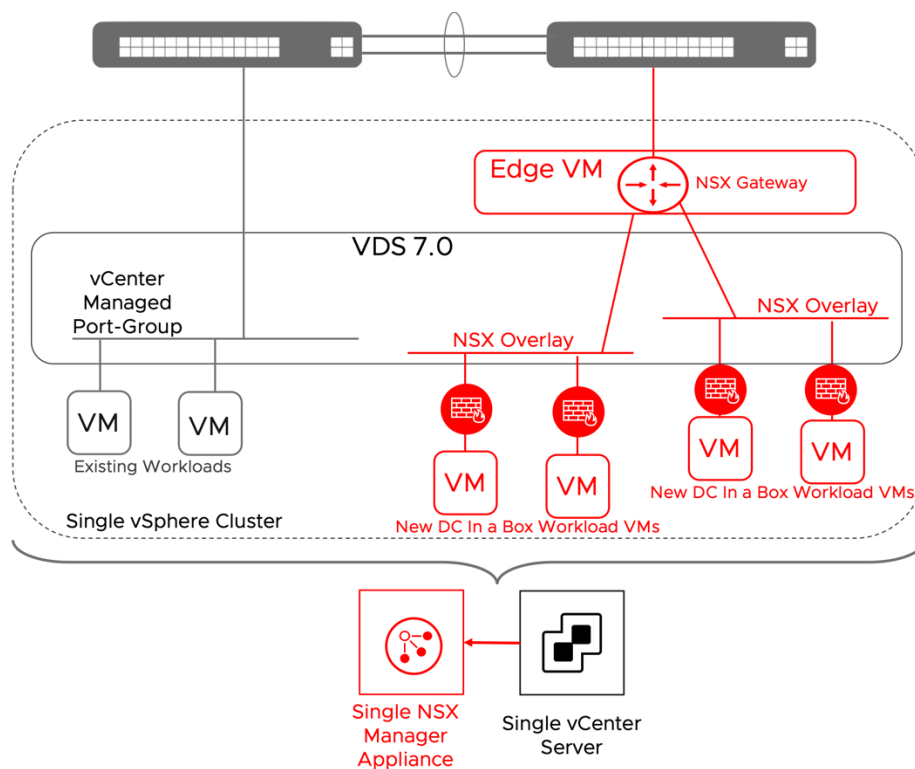 Edge VM
NSX Gateway
VDS 7.0
vCenter
Managed
Port-Group
NSX Overlay
NSX Overlay
VM
VM
Existing Workloads
VM
VM
New DC In a Box Workload VMs
VM
VM
New DC In a Box Workload VMs
Single vSphere Cluster
Single NSX
Manager
Appliance
Single vCenter
Server